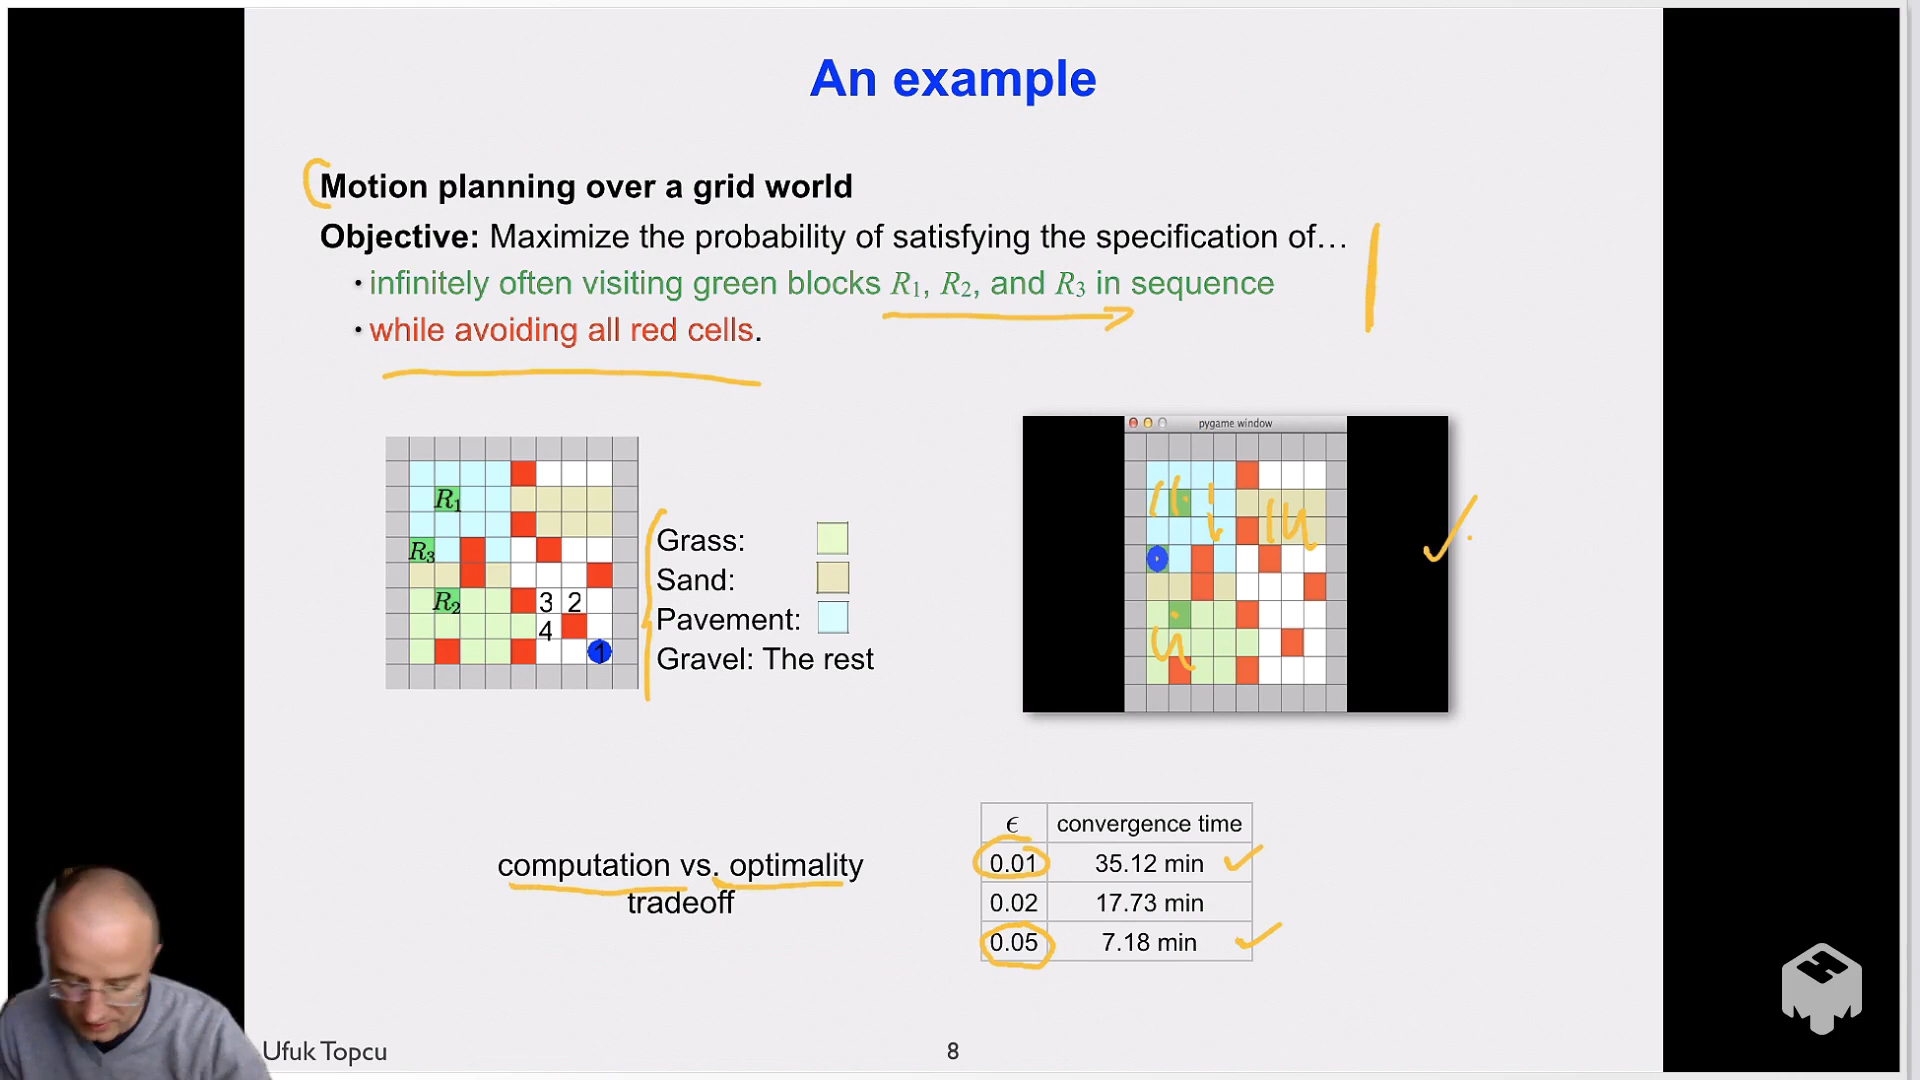 An example
Motion planning over a grid world
Objective: Maximize the probability of satisfying the specification of…
• infinitely often visiting green blocks R1, R2, and R3 in sequence
• while avoiding all red cells.
R1
R3
R2
3 2
4
1
Grass:
Sand:
Pavement:
Gravel: The rest
pygame window
computation vs. optimality
tradeoff
ϵ convergence time
0.01 35.12 min
0.02 17.73 min
0.05 7.18 min
Ufuk Topcu
8